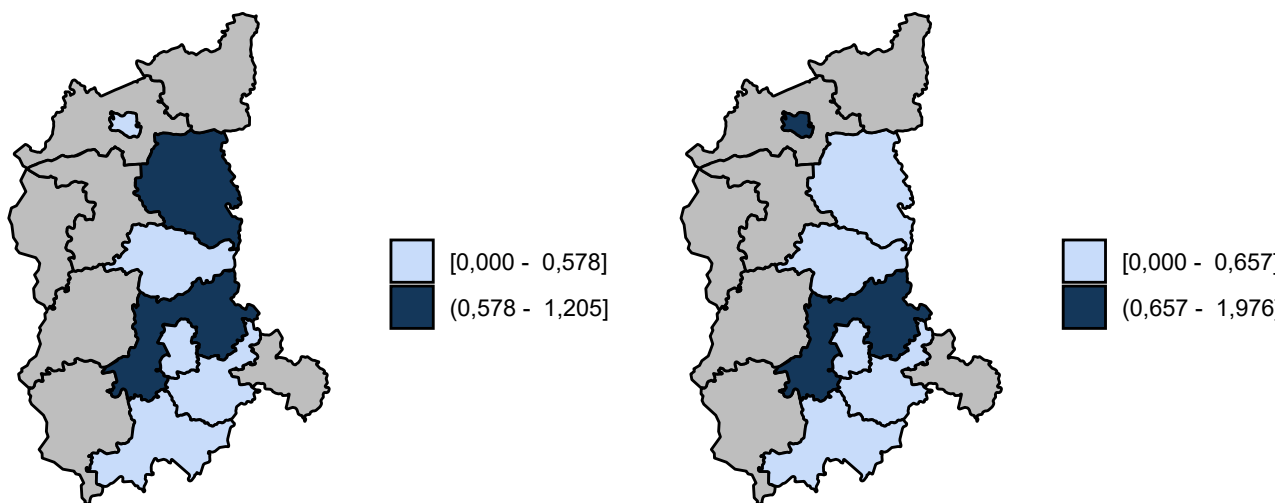 [0,000 - 0,578]
(0,578 - 1,205]
[0,000 - 0,657]
(0,657 - 1,976]